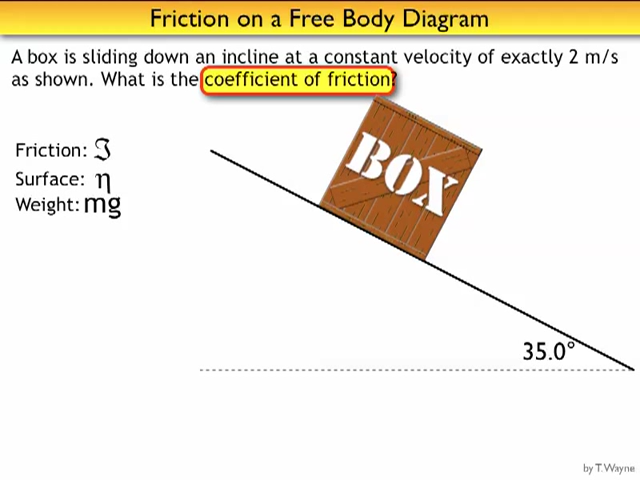 Friction on a Free Body Diagram
A box is sliding down an incline at a constant velocity of exactly 2 m/s
as shown. What is the coefficient of friction?
Friction: ℑ
Surface: η
Weight: mg
BOX
35.0°
by T. Wayne